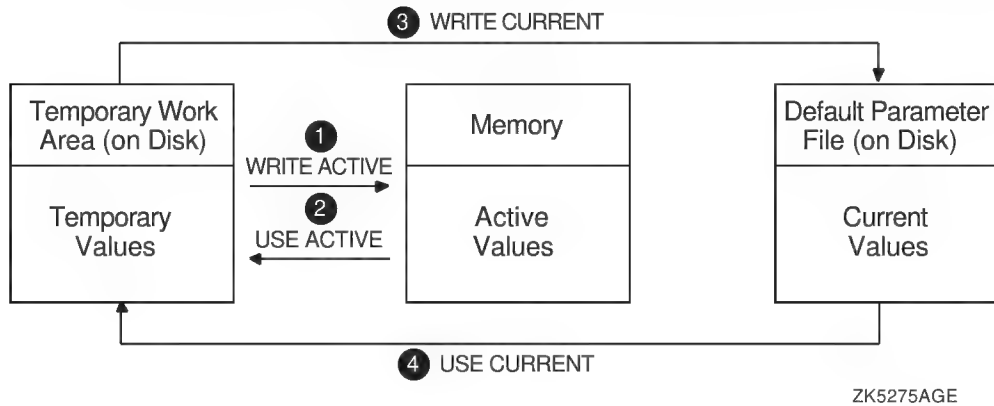 3 WRITE CURRENT
Temporary Work
Area (on Disk)
Temporary
Values
1
WRITE ACTIVE
2
USE ACTIVE
Memory
Active
Values
Default Parameter
File (on Disk)
Current
Values
4 USE CURRENT
ZK5275AGE